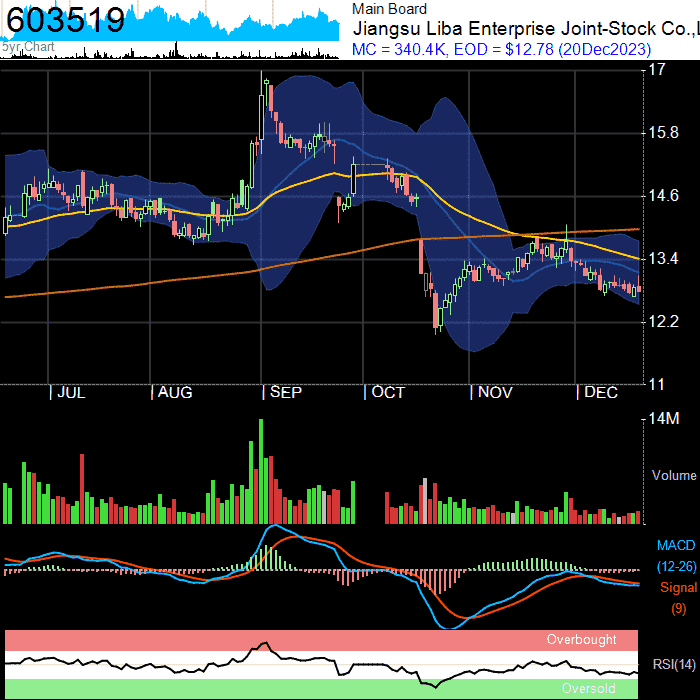 603519
5yr Chart
Main Board
Jiangsu Liba Enterprise Joint-Stock Co.,
MC = 340.4K, EOD = $12.78 (20Dec2023)
17
15.8
14.6
13.4
12.2
11
JUL AUG SEP OCT NOV DEC
14M
Volume
MACD
(12-26)
Signal
(9)
Overbought
RSI(14)
Oversold